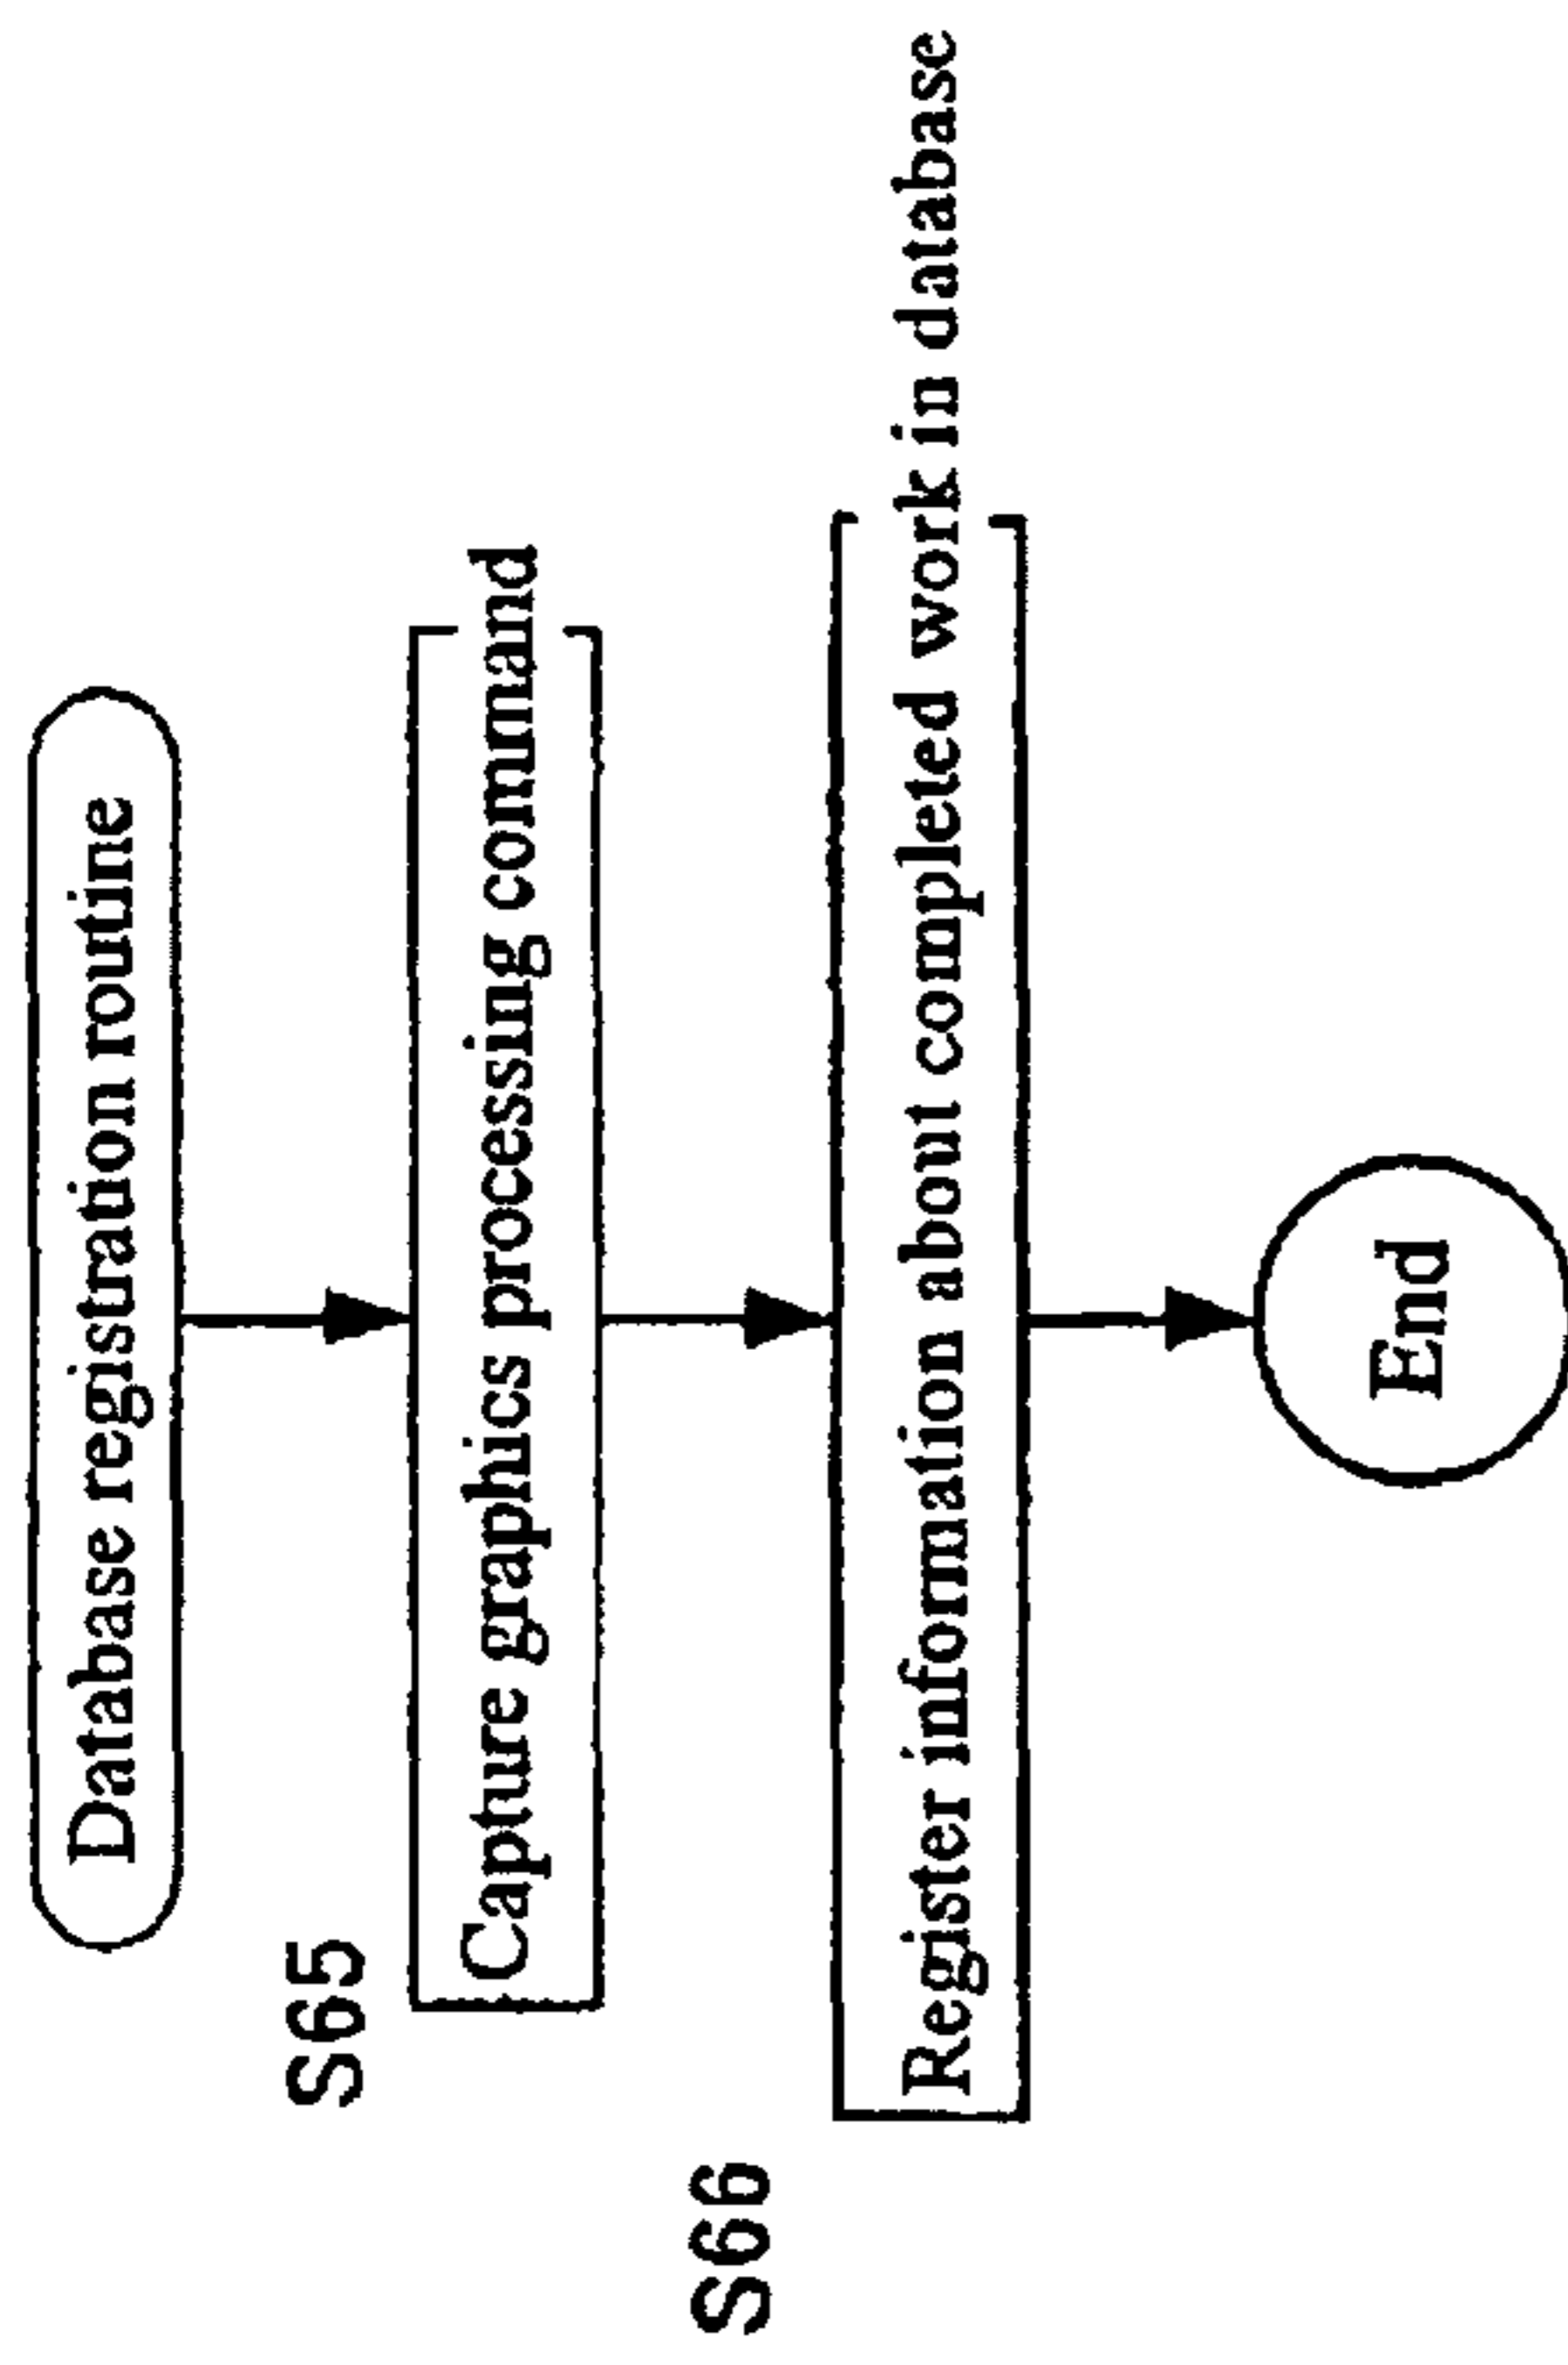 Database registration routine
S65
Capture graphics processing command
S66
Register information about completed work in database
End